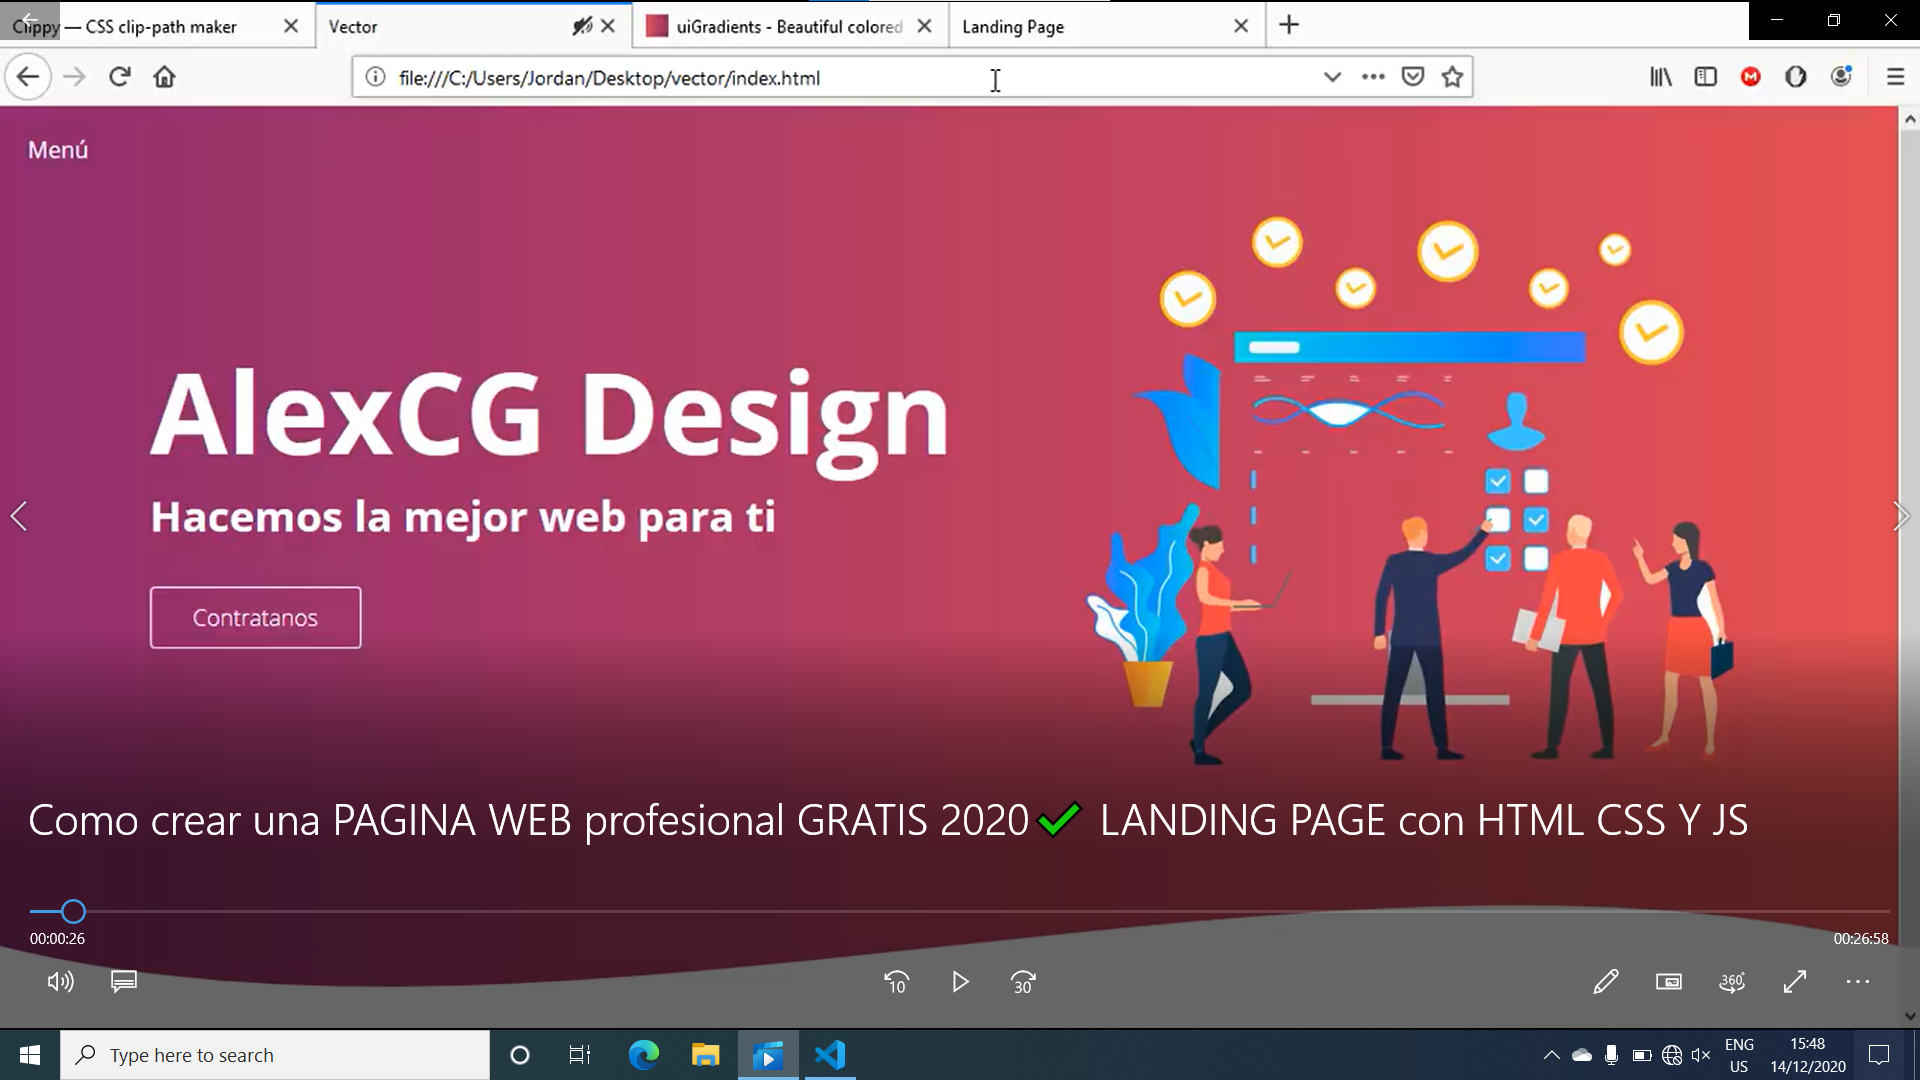 Clippy — CSS clip-path maker
Vector
uiGradients - Beautiful colored
Landing Page
file:///C:/Users/Jordan/Desktop/vector/index.html
Menú
AlexCG Design
Hacemos la mejor web para ti
Contratanos
Como crear una PAGINA WEB profesional GRATIS 2020✔ LANDING PAGE con HTML CSS Y JS
00:00:26
00:26:58
10
30
360°
Type here to search
ENG
US
15:48
14/12/2020